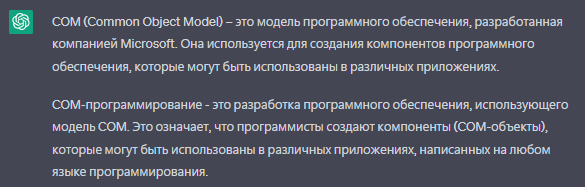 COM (Common Object Model) – это модель программного обеспечения, разработанная
компанией Microsoft. Она используется для создания компонентов программного
обеспечения, которые могут быть использованы в различных приложениях.
COM-программирование - это разработка программного обеспечения, использующего
модель COM. Это означает, что программисты создают компоненты (COM-объекты),
которые могут быть использованы в различных приложениях, написанных на любом
языке программирования.